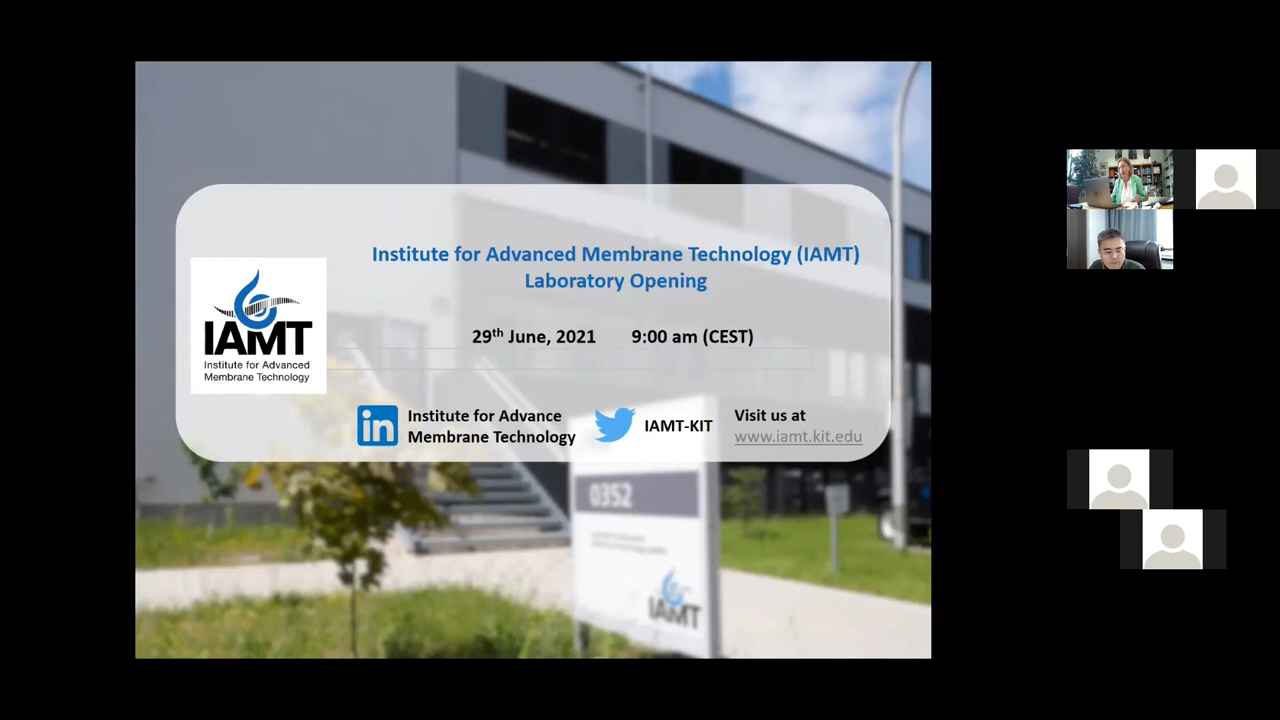 Institute for Advanced Membrane Technology (IAMT)
Laboratory Opening
29th June, 2021 9:00 am (CEST)
IAMT
Institute for Advanced
Membrane Technology
in
Institute for Advance
Membrane Technology
IAMT-KIT
Visit us at
www.iamt.kit.edu
0352
IAMT